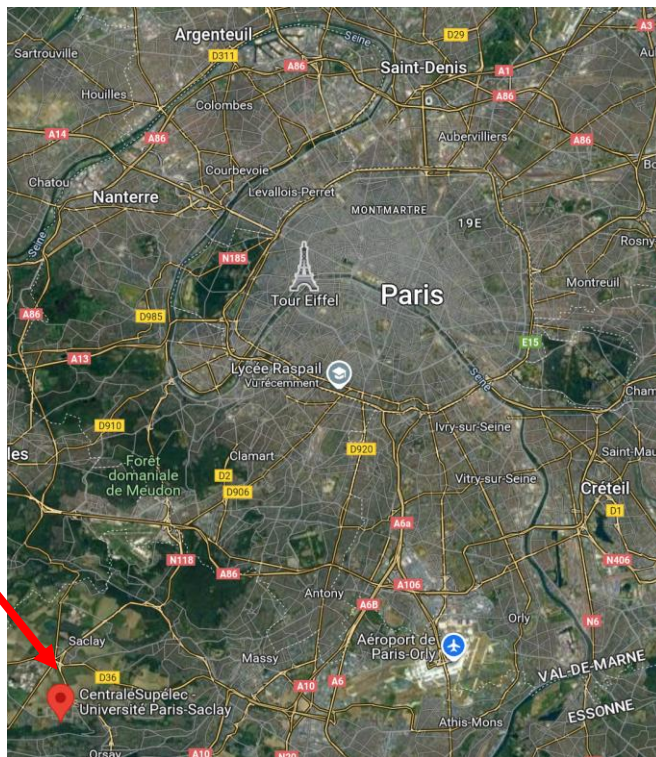 Argenteuil
Seine
D29
A3
Sartrouville
D311
A86
Saint-Denis
A1
Houilles
Colombes
A86
A14
A86
Aubervilliers
A86
Courbevoie
Chatou
Nanterre
Levallois-Perret
MONTMARTRE
19E
Seine
Rosny
N185
Tour Eiffel
Paris
Montreuil
A86
D985
E15
A13
Lycée Raspail
Vu récemment
Seine
Cham
D910
Ivry-sur-Seine
les
D920
Clamart
Saint-Mau
Forêt
domaniale
de Meudon
D2
D906
Vitry-sur-Seine
Créteil
D1
A6a
N118
A86
N406
A106
Antony
A6B
Orly
N6
Saclay
Aéroport de
Paris-Orly
Massy
VAL-DE-MARNE
D36
A10
A6
CentraleSupélec -
Université Paris-Saclay
ESSONNE
Athis-Mons
Orsay
A10
N20